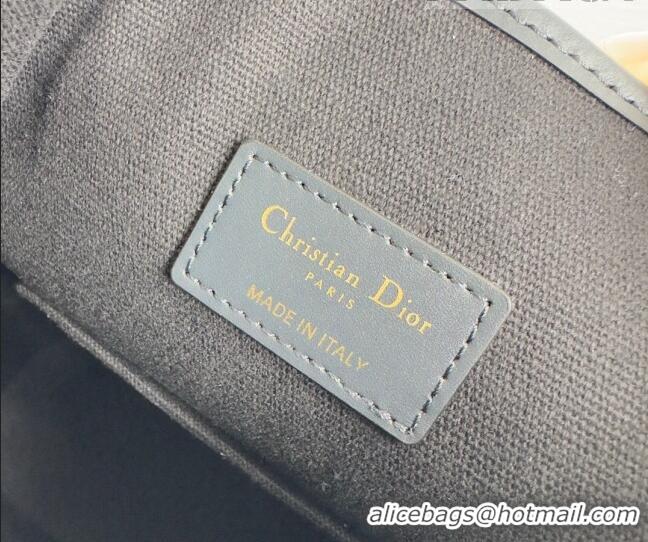 Christian Dior
PARIS
MADE IN ITALY
alicebags@hotmail.com